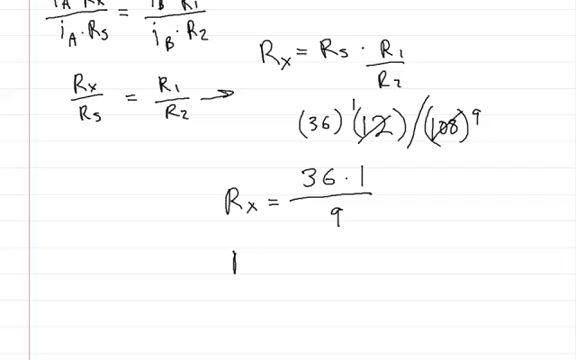 i_A · R_x / i_A · R_S = i_B · R_1 / i_B · R_2
R_x = R_S · R_1 / R_2
R_x / R_S = R_1 / R_2 →
(36) 1 (12) / (108) 9
R_x = 36 · 1 / 9